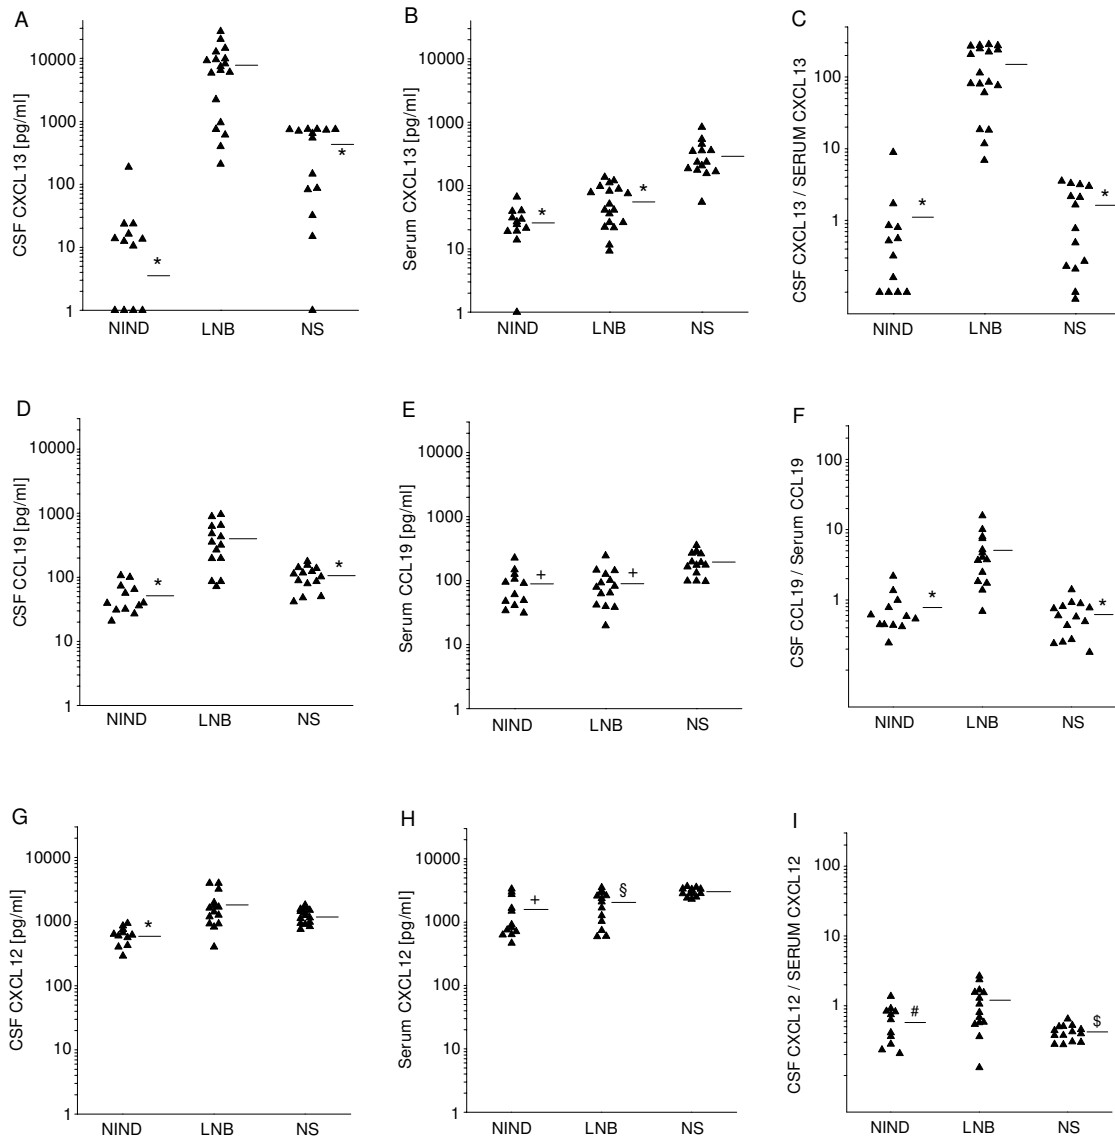 A
CSF CXCL13 [pg/ml]
10000
1000
100
10
1
*
*
NIND
LNB
NS
B
Serum CXCL13 [pg/ml]
10000
1000
100
10
1
*
*
NIND
LNB
NS
C
CSF CXCL13 / SERUM CXCL13
100
10
1
*
*
NIND
LNB
NS
D
CSF CCL19 [pg/ml]
10000
1000
100
10
1
*
*
NIND
LNB
NS
E
Serum CCL19 [pg/ml]
10000
1000
100
10
1
+
+
NIND
LNB
NS
F
CSF CCL19 / Serum CCL19
100
10
1
*
*
NIND
LNB
NS
G
CSF CXCL12 [pg/ml]
10000
1000
100
10
1
*
NIND
LNB
NS
H
Serum CXCL12 [pg/ml]
10000
1000
100
10
1
+
§
NIND
LNB
NS
I
CSF CXCL12 / SERUM CXCL12
100
10
1
#
$
NIND
LNB
NS